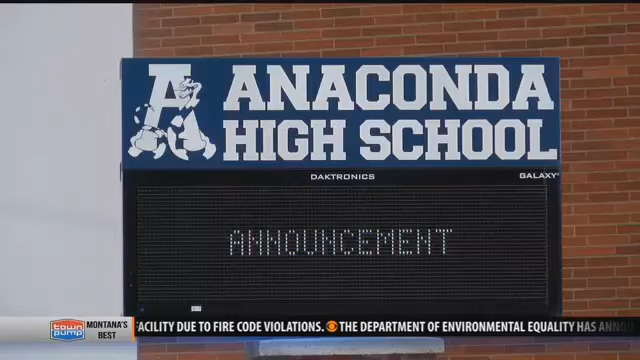 ANACONDA
HIGH SCHOOL
DAKTRONICS
GALAXY
ANNOUNCEMENT
town pump
MONTANA'S BEST
FACILITY DUE TO FIRE CODE VIOLATIONS. THE DEPARTMENT OF ENVIRONMENTAL EQUALITY HAS